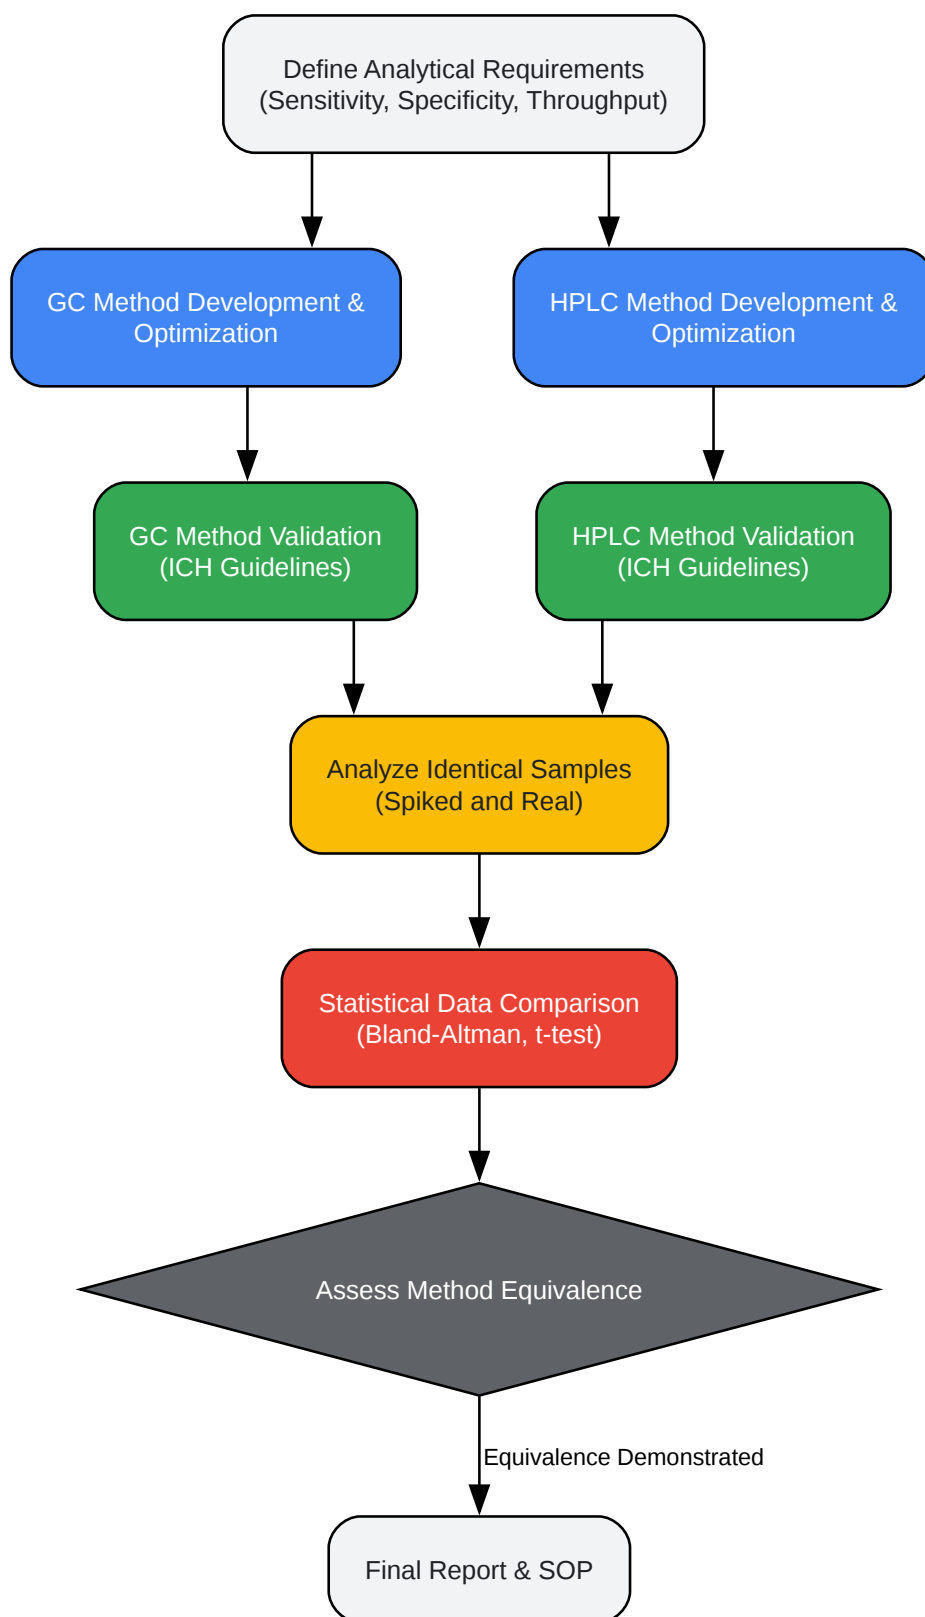 Define Analytical Requirements
(Sensitivity, Specificity, Throughput)
GC Method Development &
Optimization
HPLC Method Development &
Optimization
GC Method Validation
(ICH Guidelines)
HPLC Method Validation
(ICH Guidelines)
Analyze Identical Samples
(Spiked and Real)
Statistical Data Comparison
(Bland-Altman, t-test)
Assess Method Equivalence
Equivalence Demonstrated
Final Report & SOP